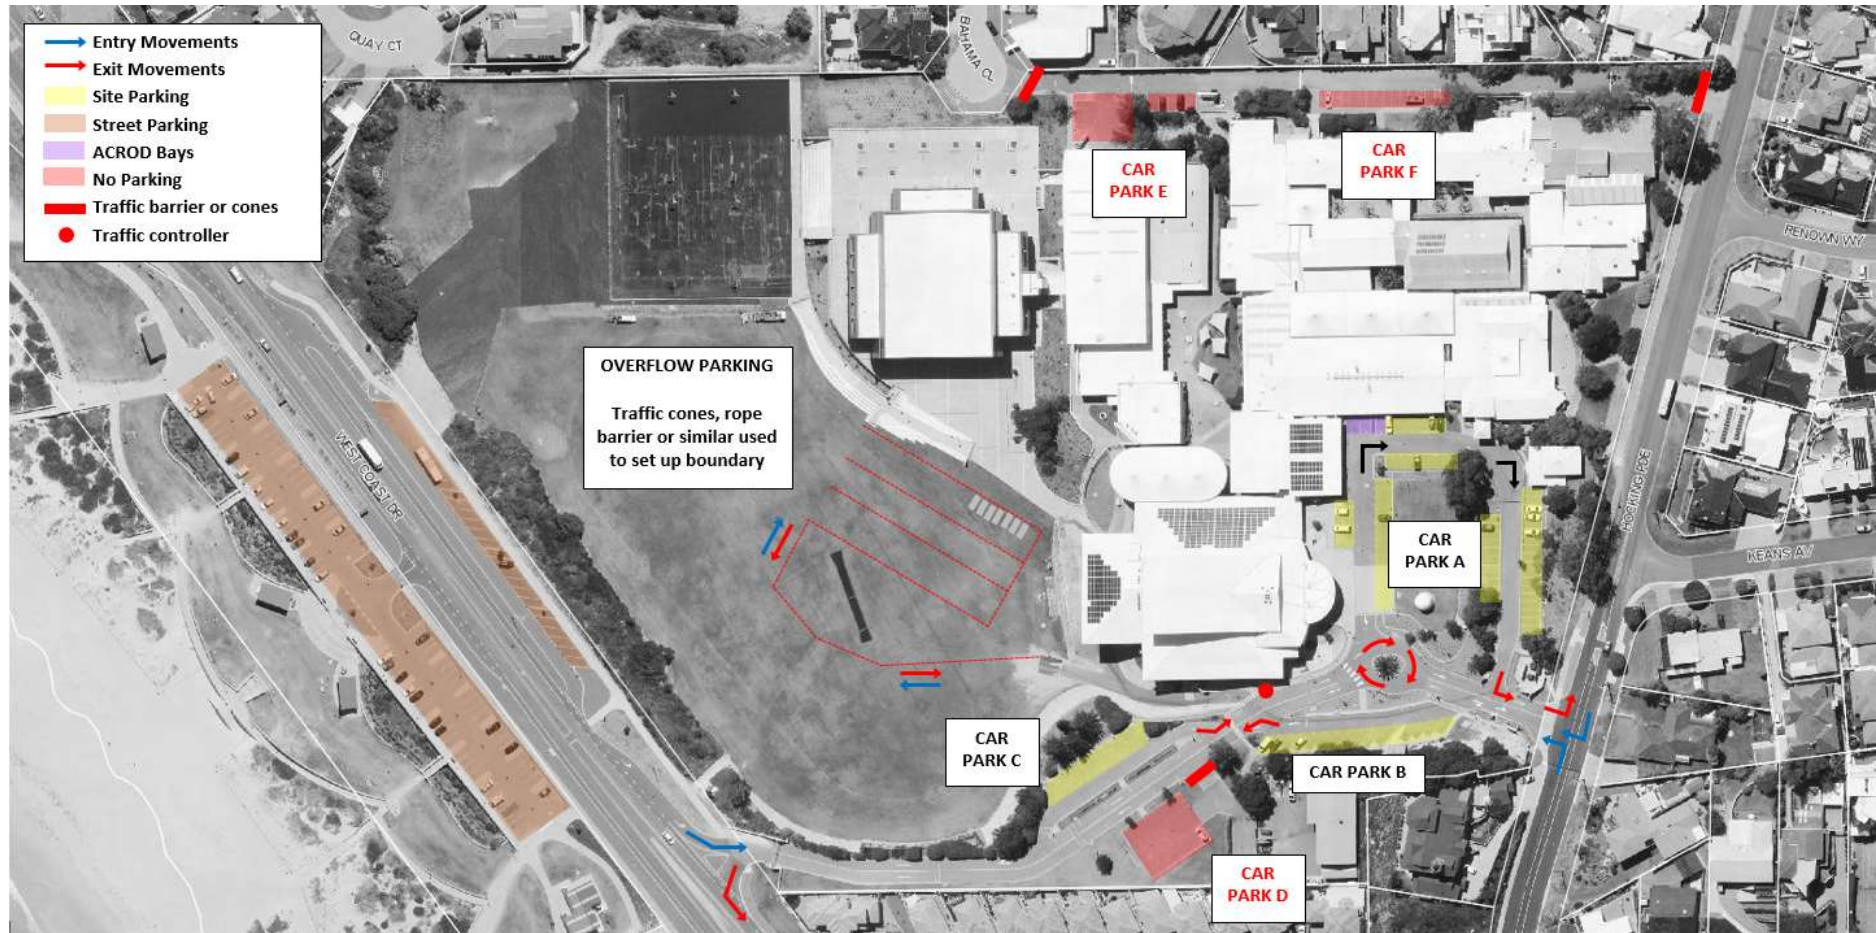 Entry Movements
Exit Movements
Site Parking
Street Parking
ACROD Bays
No Parking
Traffic barrier or cones
Traffic controller
QUAY CT
BAHAMA CL
CAR
PARK E
CAR
PARK F
RENOWN WY
OVERFLOW PARKING
Traffic cones, rope
barrier or similar used
to set up boundary
WEST COAST DR
HOCKING PDE
KEANS AV
CAR
PARK A
CAR
PARK C
CAR PARK B
CAR
PARK D